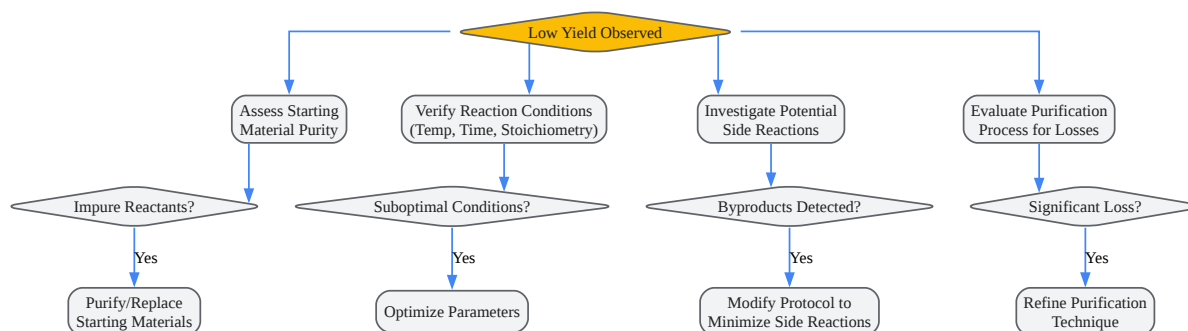 Low Yield Observed
Assess Starting
Material Purity
Verify Reaction Conditions
(Temp, Time, Stoichiometry)
Investigate Potential
Side Reactions
Evaluate Purification
Process for Losses
Impure Reactants?
Suboptimal Conditions?
Byproducts Detected?
Significant Loss?
Yes
Yes
Yes
Yes
Purify/Replace
Starting Materials
Optimize Parameters
Modify Protocol to
Minimize Side Reactions
Refine Purification
Technique